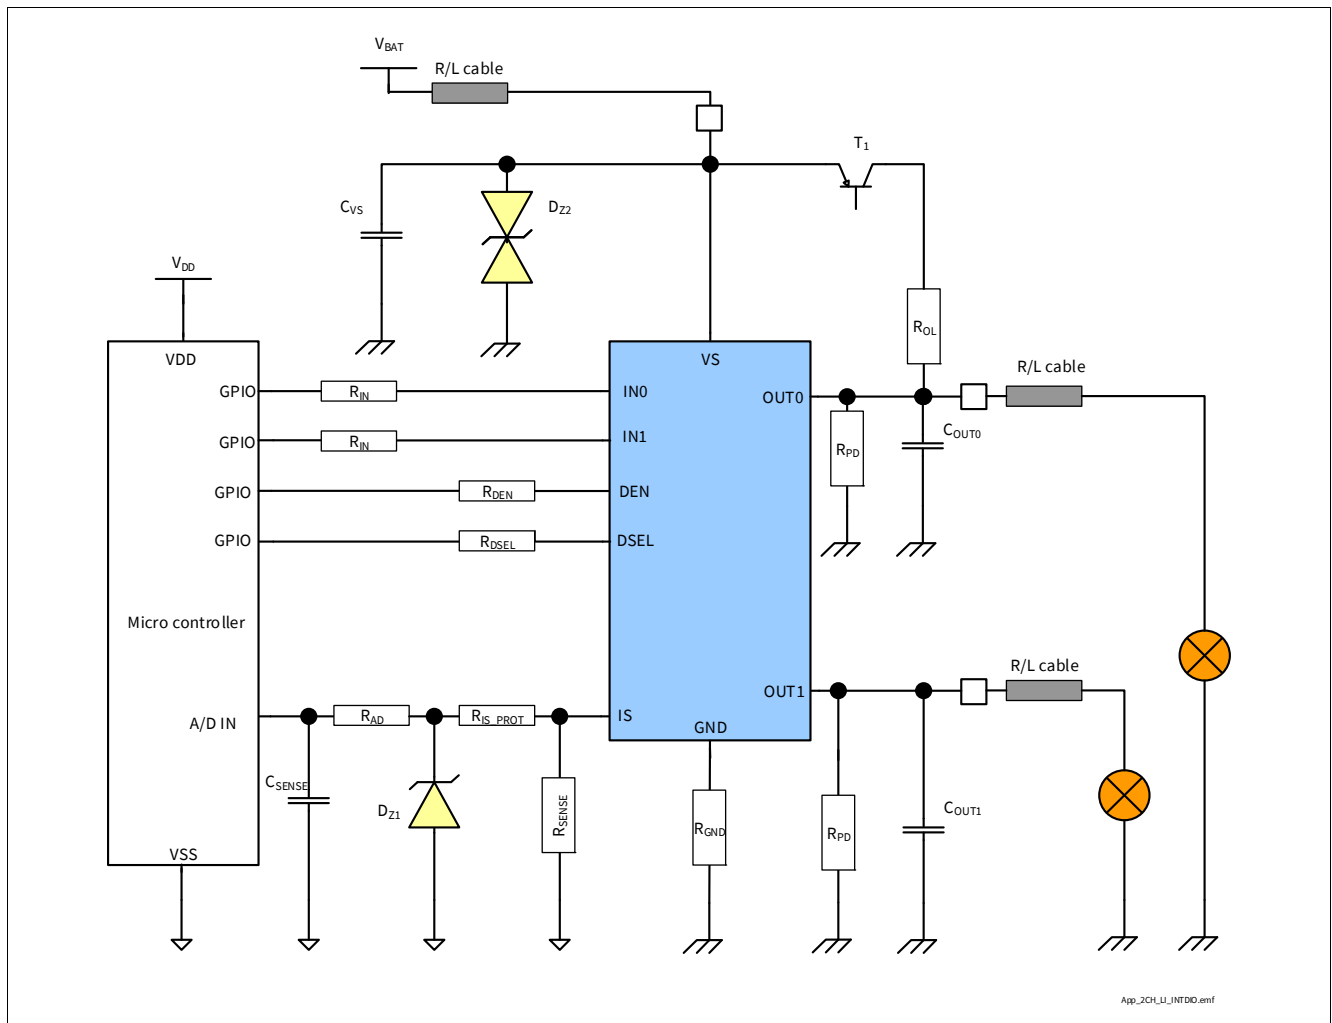 VBAT
R/L cable
T1
CVS
DZ2
VDD
ROL
VDD
VS
R/L cable
GPIO
RIN
IN0
OUT0
COUT0
GPIO
RIN
IN1
RPD
GPIO
RDEN
DEN
GPIO
RDSEL
DSEL
Micro controller
R/L cable
OUT1
A/D IN
RAD
RIS_PROT
IS
GND
CSENSE
DZ1
RSENSE
RGND
RPD
COUT1
VSS
App_2CH_LI_INTDIO.emf